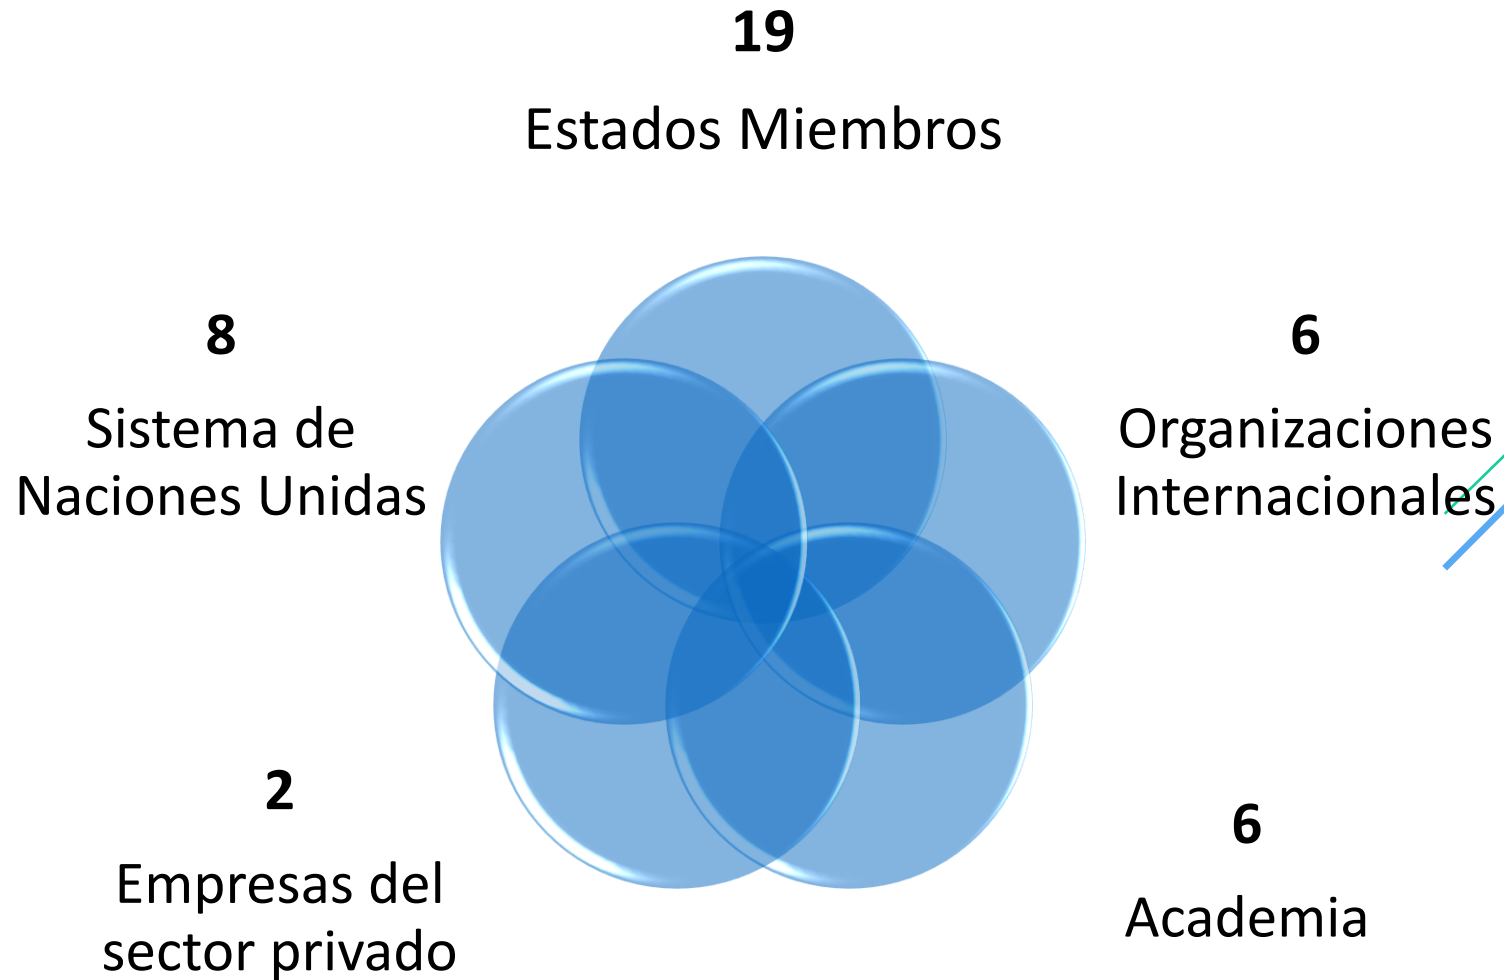 19
Estados Miembros
8
Sistema de
Naciones Unidas
6
Organizaciones
Internacionales
2
Empresas del
sector privado
6
Academia